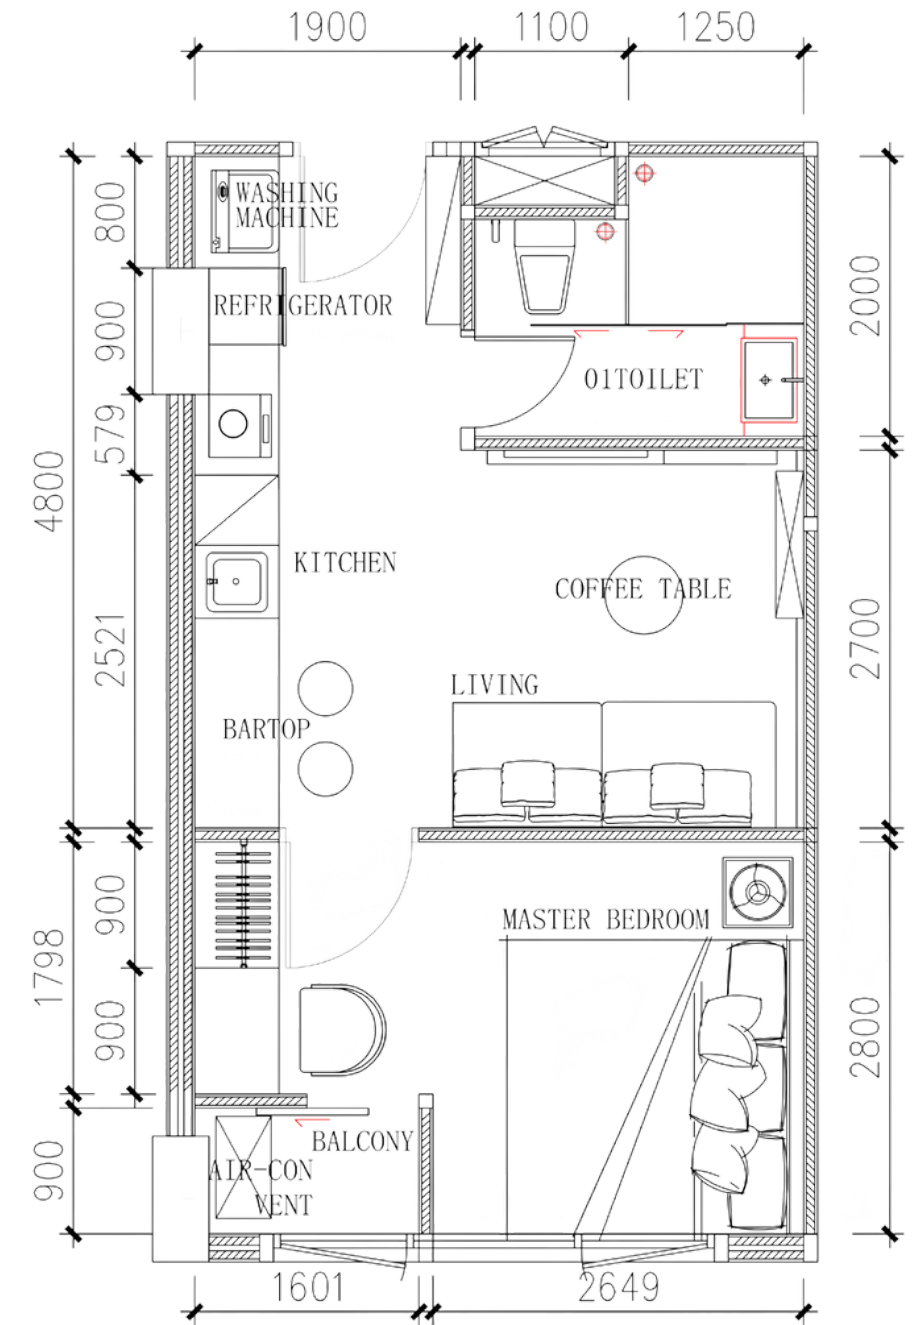 1900
1100
1250
800
WASHING
MACHINE
900
REFRIGERATOR
2000
01TOILET
579
4800
KITCHEN
COFFEE TABLE
2521
2700
LIVING
BARTOP
900
MASTER BEDROOM
1798
900
2800
BALCONY
900
AIR-CON
VENT
1601
2649